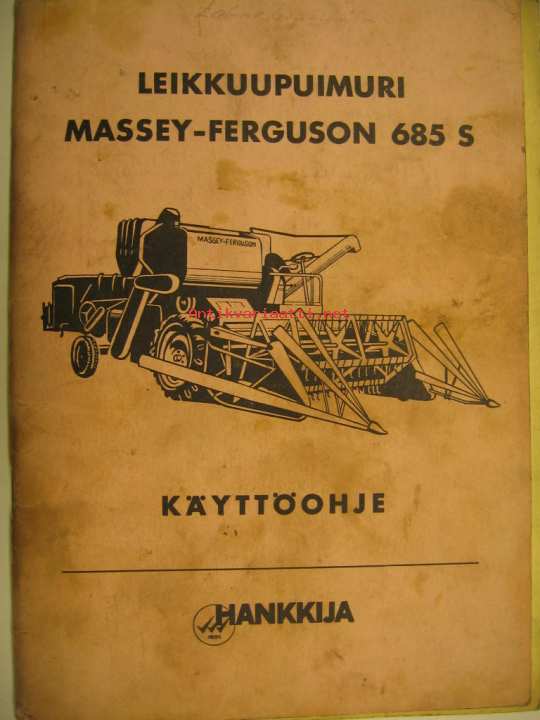 LEIKKUUPUIMURI
MASSEY-FERGUSON 685 S
MASSEY-FERGUSON
Antikvariaatti.net
KÄYTTÖOHJE
HANKKIJA